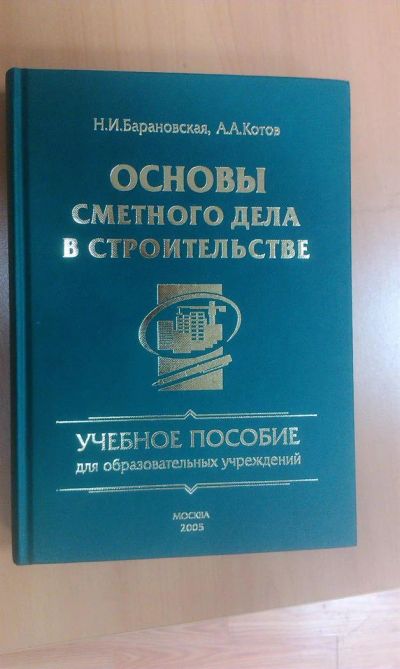 Н.И.Барановская, А.А.Котов
ОСНОВЫ
СМЕТНОГО ДЕЛА
В СТРОИТЕЛЬСТВЕ
УЧЕБНОЕ ПОСОБИЕ
для образовательных учреждений
МОСКВА
2005